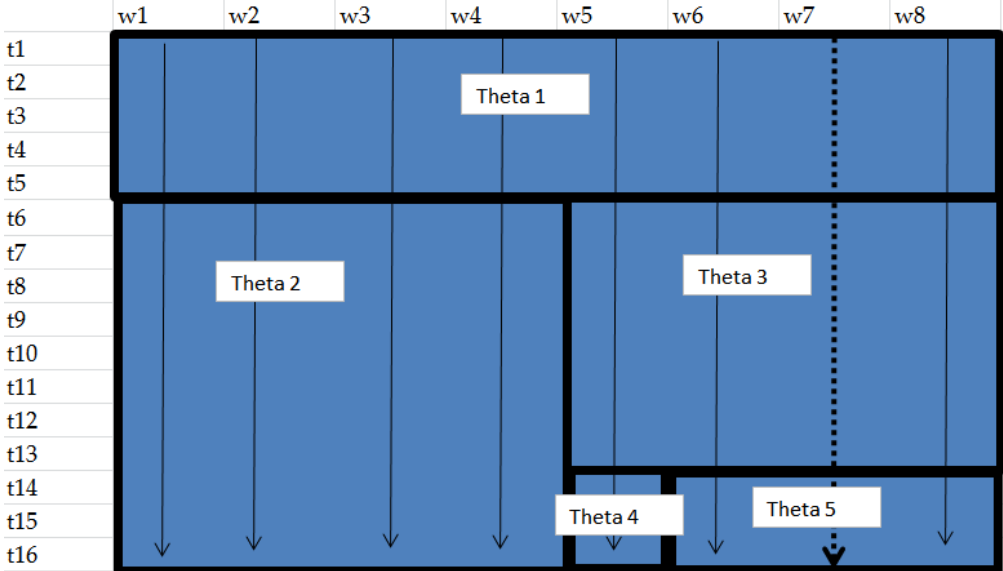 w1 w2 w3 w4 w5 w6 w7 w8
t1
t2
Theta 1
t3
t4
t5
t6
t7
Theta 2 Theta 3
t8
t9
t10
t11
t12
t13
t14
Theta 4 Theta 5
t15
t16